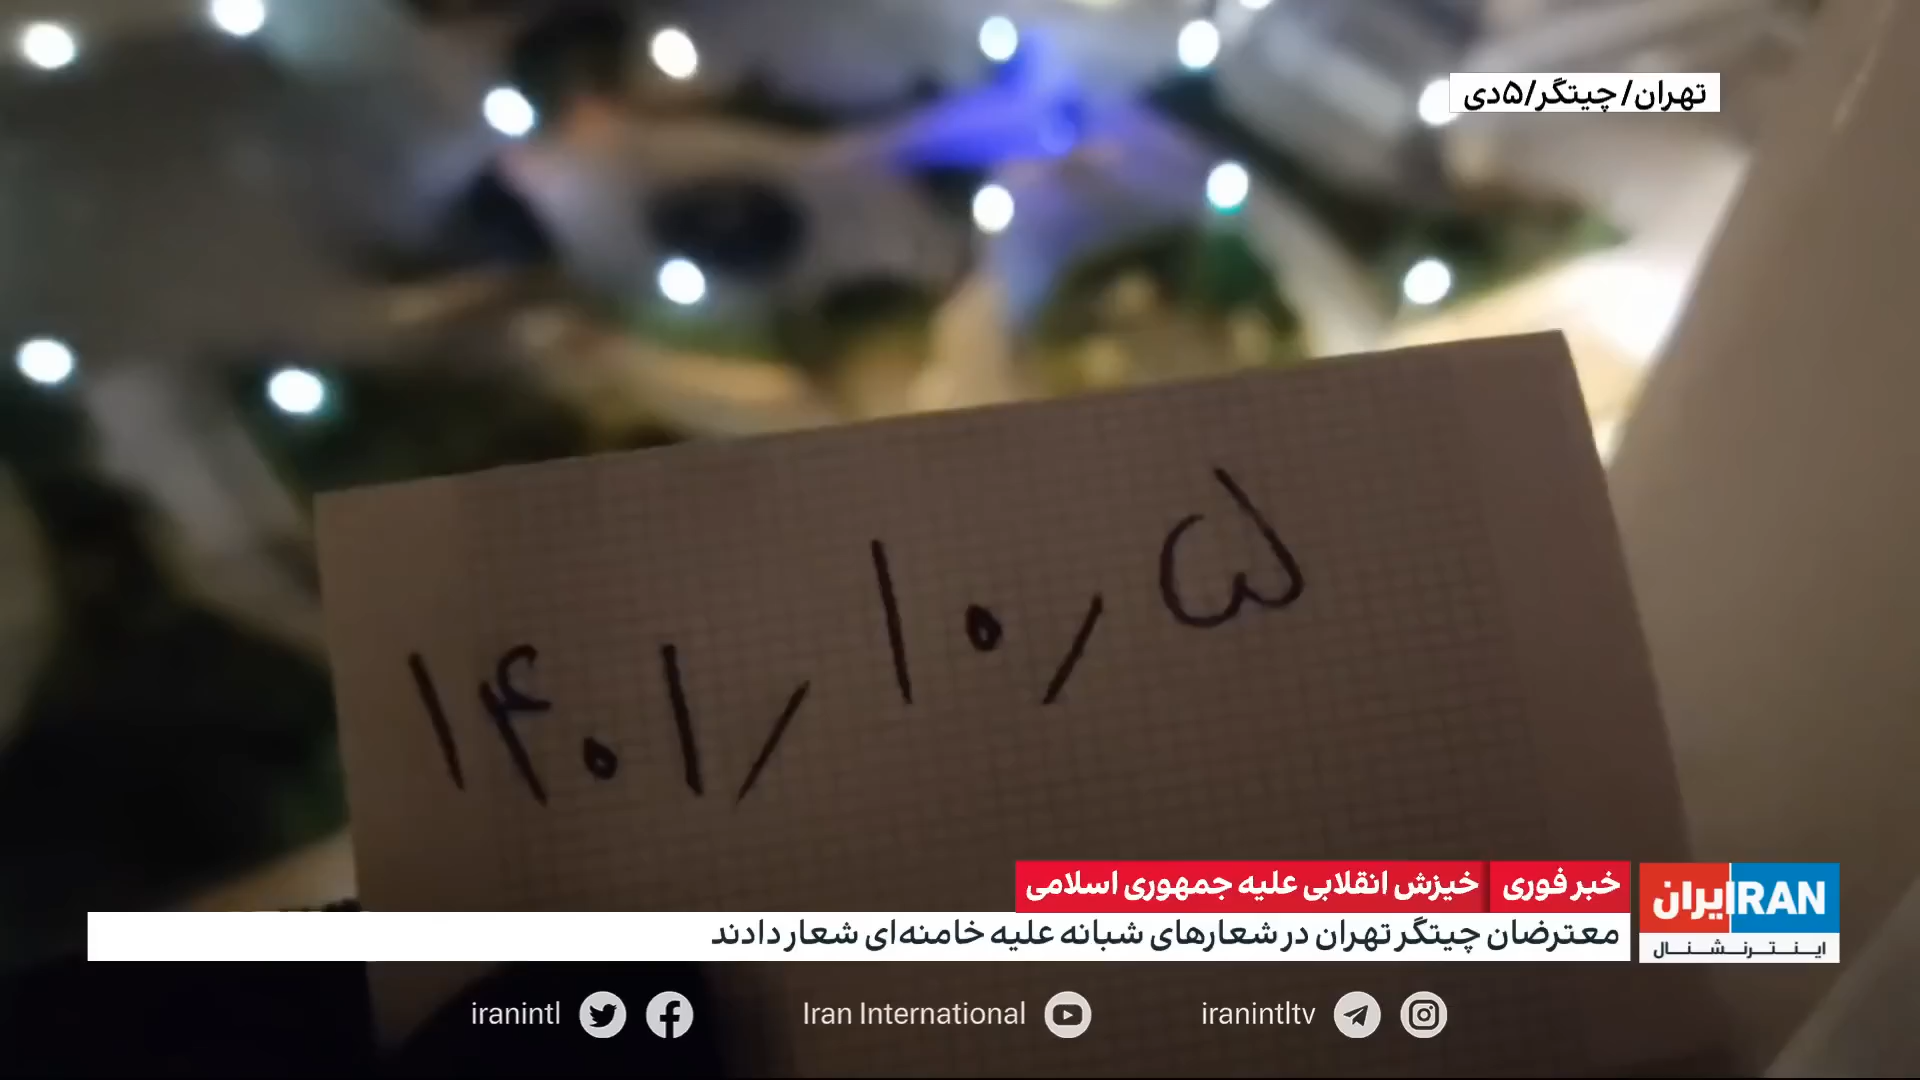 تهران/ چیتگر/۵دی
۱۴۰۱/۱۰/۵
خبر فوری
خیزش انقلابی علیه جمهوری اسلامی
معترضان چیتگر تهران در شعارهای شبانه علیه خامنه‌ای شعار دادند
ایران IRAN
اینترنشنال
iranintl
Iran International
iranintltv